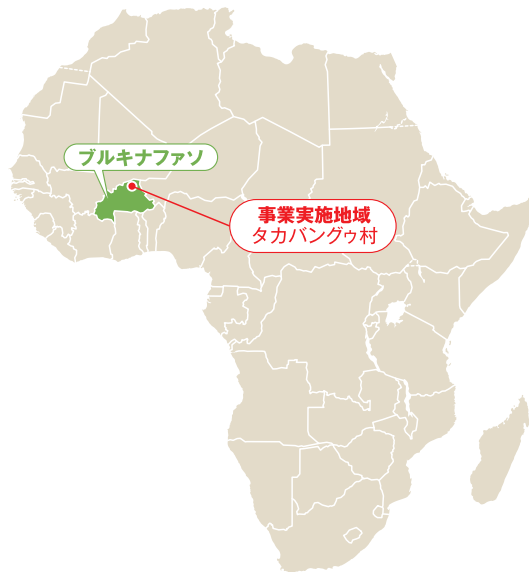 ブルキナファソ
事業実施地域
タカバングゥ村